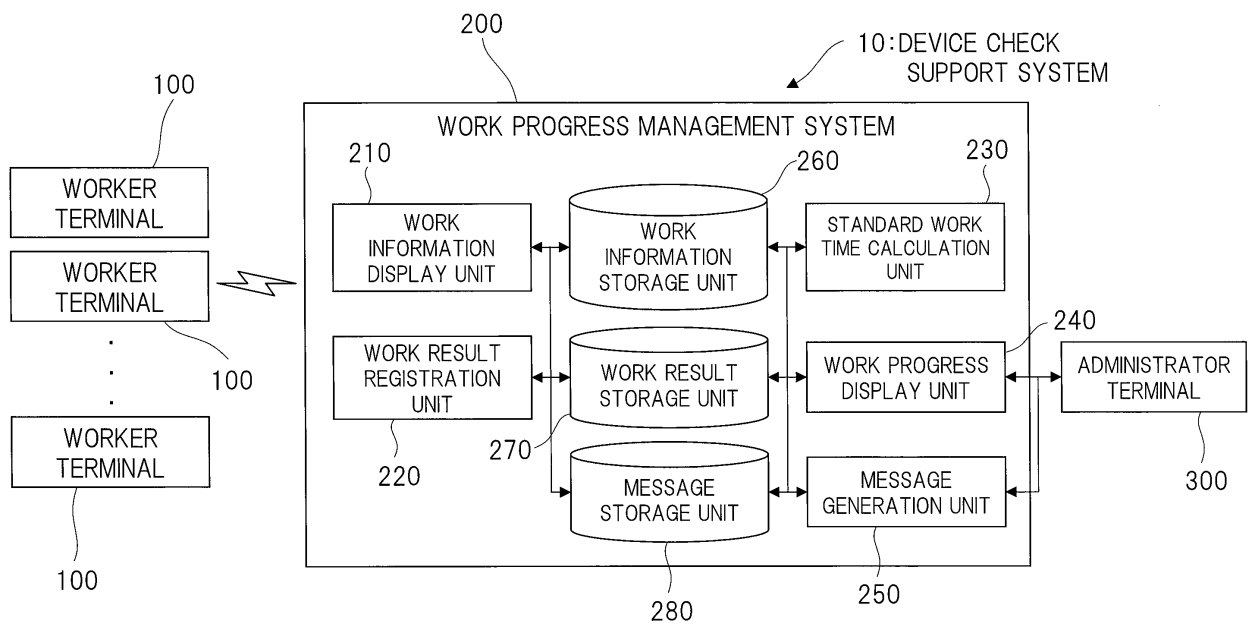 200
10:DEVICE CHECK
SUPPORT SYSTEM
100
WORK PROGRESS MANAGEMENT SYSTEM
210
260
230
WORKER
TERMINAL
WORK
INFORMATION
DISPLAY UNIT
WORK
INFORMATION
STORAGE UNIT
STANDARD WORK
TIME CALCULATION
UNIT
WORKER
TERMINAL
100
240
WORK RESULT
REGISTRATION
UNIT
WORK RESULT
STORAGE UNIT
WORK PROGRESS
DISPLAY UNIT
ADMINISTRATOR
TERMINAL
WORKER
TERMINAL
220
270
300
MESSAGE
STORAGE UNIT
MESSAGE
GENERATION UNIT
100
280
250